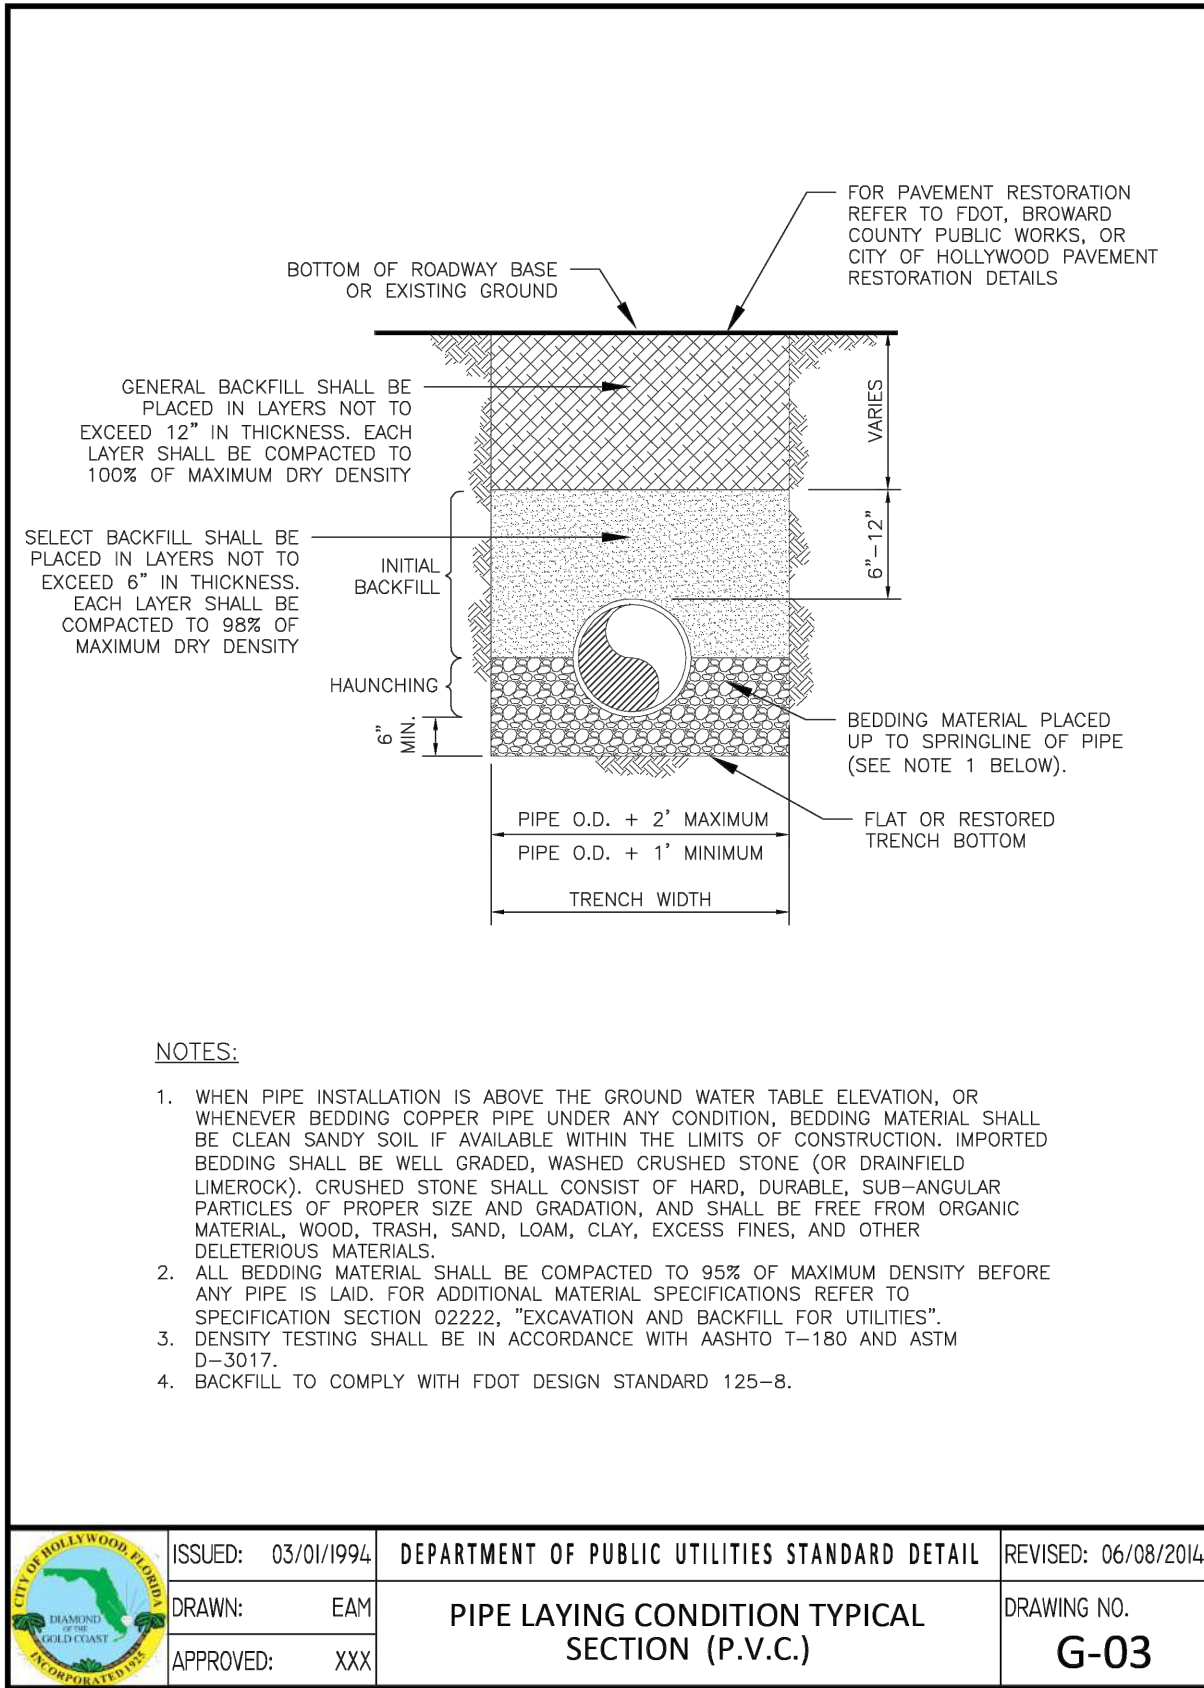 FOR PAVEMENT RESTORATION
REFER TO FDOT, BROWARD
COUNTY PUBLIC WORKS, OR
CITY OF HOLLYWOOD PAVEMENT
RESTORATION DETAILS
BOTTOM OF ROADWAY BASE
OR EXISTING GROUND
GENERAL BACKFILL SHALL BE
PLACED IN LAYERS NOT TO
EXCEED 12" IN THICKNESS. EACH
LAYER SHALL BE COMPACTED TO
100% OF MAXIMUM DRY DENSITY
VARIES
SELECT BACKFILL SHALL BE
PLACED IN LAYERS NOT TO
EXCEED 6" IN THICKNESS.
EACH LAYER SHALL BE
COMPACTED TO 98% OF
MAXIMUM DRY DENSITY
INITIAL
BACKFILL
6"-12"
HAUNCHING
6"
MIN.
BEDDING MATERIAL PLACED
UP TO SPRINGLINE OF PIPE
(SEE NOTE 1 BELOW).
FLAT OR RESTORED
TRENCH BOTTOM
PIPE O.D. + 2' MAXIMUM
PIPE O.D. + 1' MINIMUM
TRENCH WIDTH
NOTES:
1. WHEN PIPE INSTALLATION IS ABOVE THE GROUND WATER TABLE ELEVATION, OR
WHENEVER BEDDING COPPER PIPE UNDER ANY CONDITION, BEDDING MATERIAL SHALL
BE CLEAN SANDY SOIL IF AVAILABLE WITHIN THE LIMITS OF CONSTRUCTION. IMPORTED
BEDDING SHALL BE WELL GRADED, WASHED CRUSHED STONE (OR DRAINFIELD
LIMEROCK). CRUSHED STONE SHALL CONSIST OF HARD, DURABLE, SUB-ANGULAR
PARTICLES OF PROPER SIZE AND GRADATION, AND SHALL BE FREE FROM ORGANIC
MATERIAL, WOOD, TRASH, SAND, LOAM, CLAY, EXCESS FINES, AND OTHER
DELETERIOUS MATERIALS.
2. ALL BEDDING MATERIAL SHALL BE COMPACTED TO 95% OF MAXIMUM DENSITY BEFORE
ANY PIPE IS LAID. FOR ADDITIONAL MATERIAL SPECIFICATIONS REFER TO
SPECIFICATION SECTION 02222, "EXCAVATION AND BACKFILL FOR UTILITIES".
3. DENSITY TESTING SHALL BE IN ACCORDANCE WITH AASHTO T-180 AND ASTM
D-3017.
4. BACKFILL TO COMPLY WITH FDOT DESIGN STANDARD 125-8.
CITY OF HOLLYWOOD, FLORIDA
DIAMOND
OF THE
GOLD COAST
INCORPORATED 1925
ISSUED: 03/01/1994
DRAWN: EAM
APPROVED: XXX
DEPARTMENT OF PUBLIC UTILITIES STANDARD DETAIL
PIPE LAYING CONDITION TYPICAL
SECTION (P.V.C.)
REVISED: 06/08/2014
DRAWING NO.
G-03